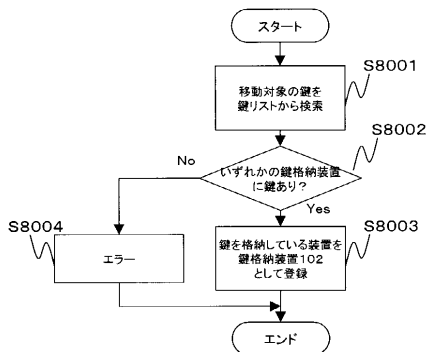 スタート
S8001
移動対象の鍵を
鍵リストから検索
S8002
いずれかの鍵格納装置
に鍵あり？
No
Yes
S8004
エラー
S8003
鍵を格納している装置を
鍵格納装置102
として登録
エンド